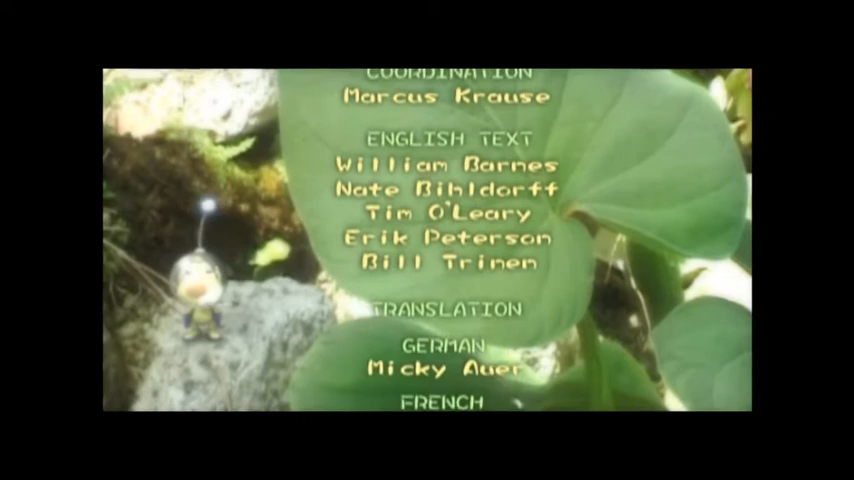 COORDINATION
Marcus Krause
ENGLISH TEXT
William Barnes
Nate Bihldorff
Tim O'Leary
Erik Peterson
Bill Trinen
TRANSLATION
GERMAN
Micky Auer
FRENCH